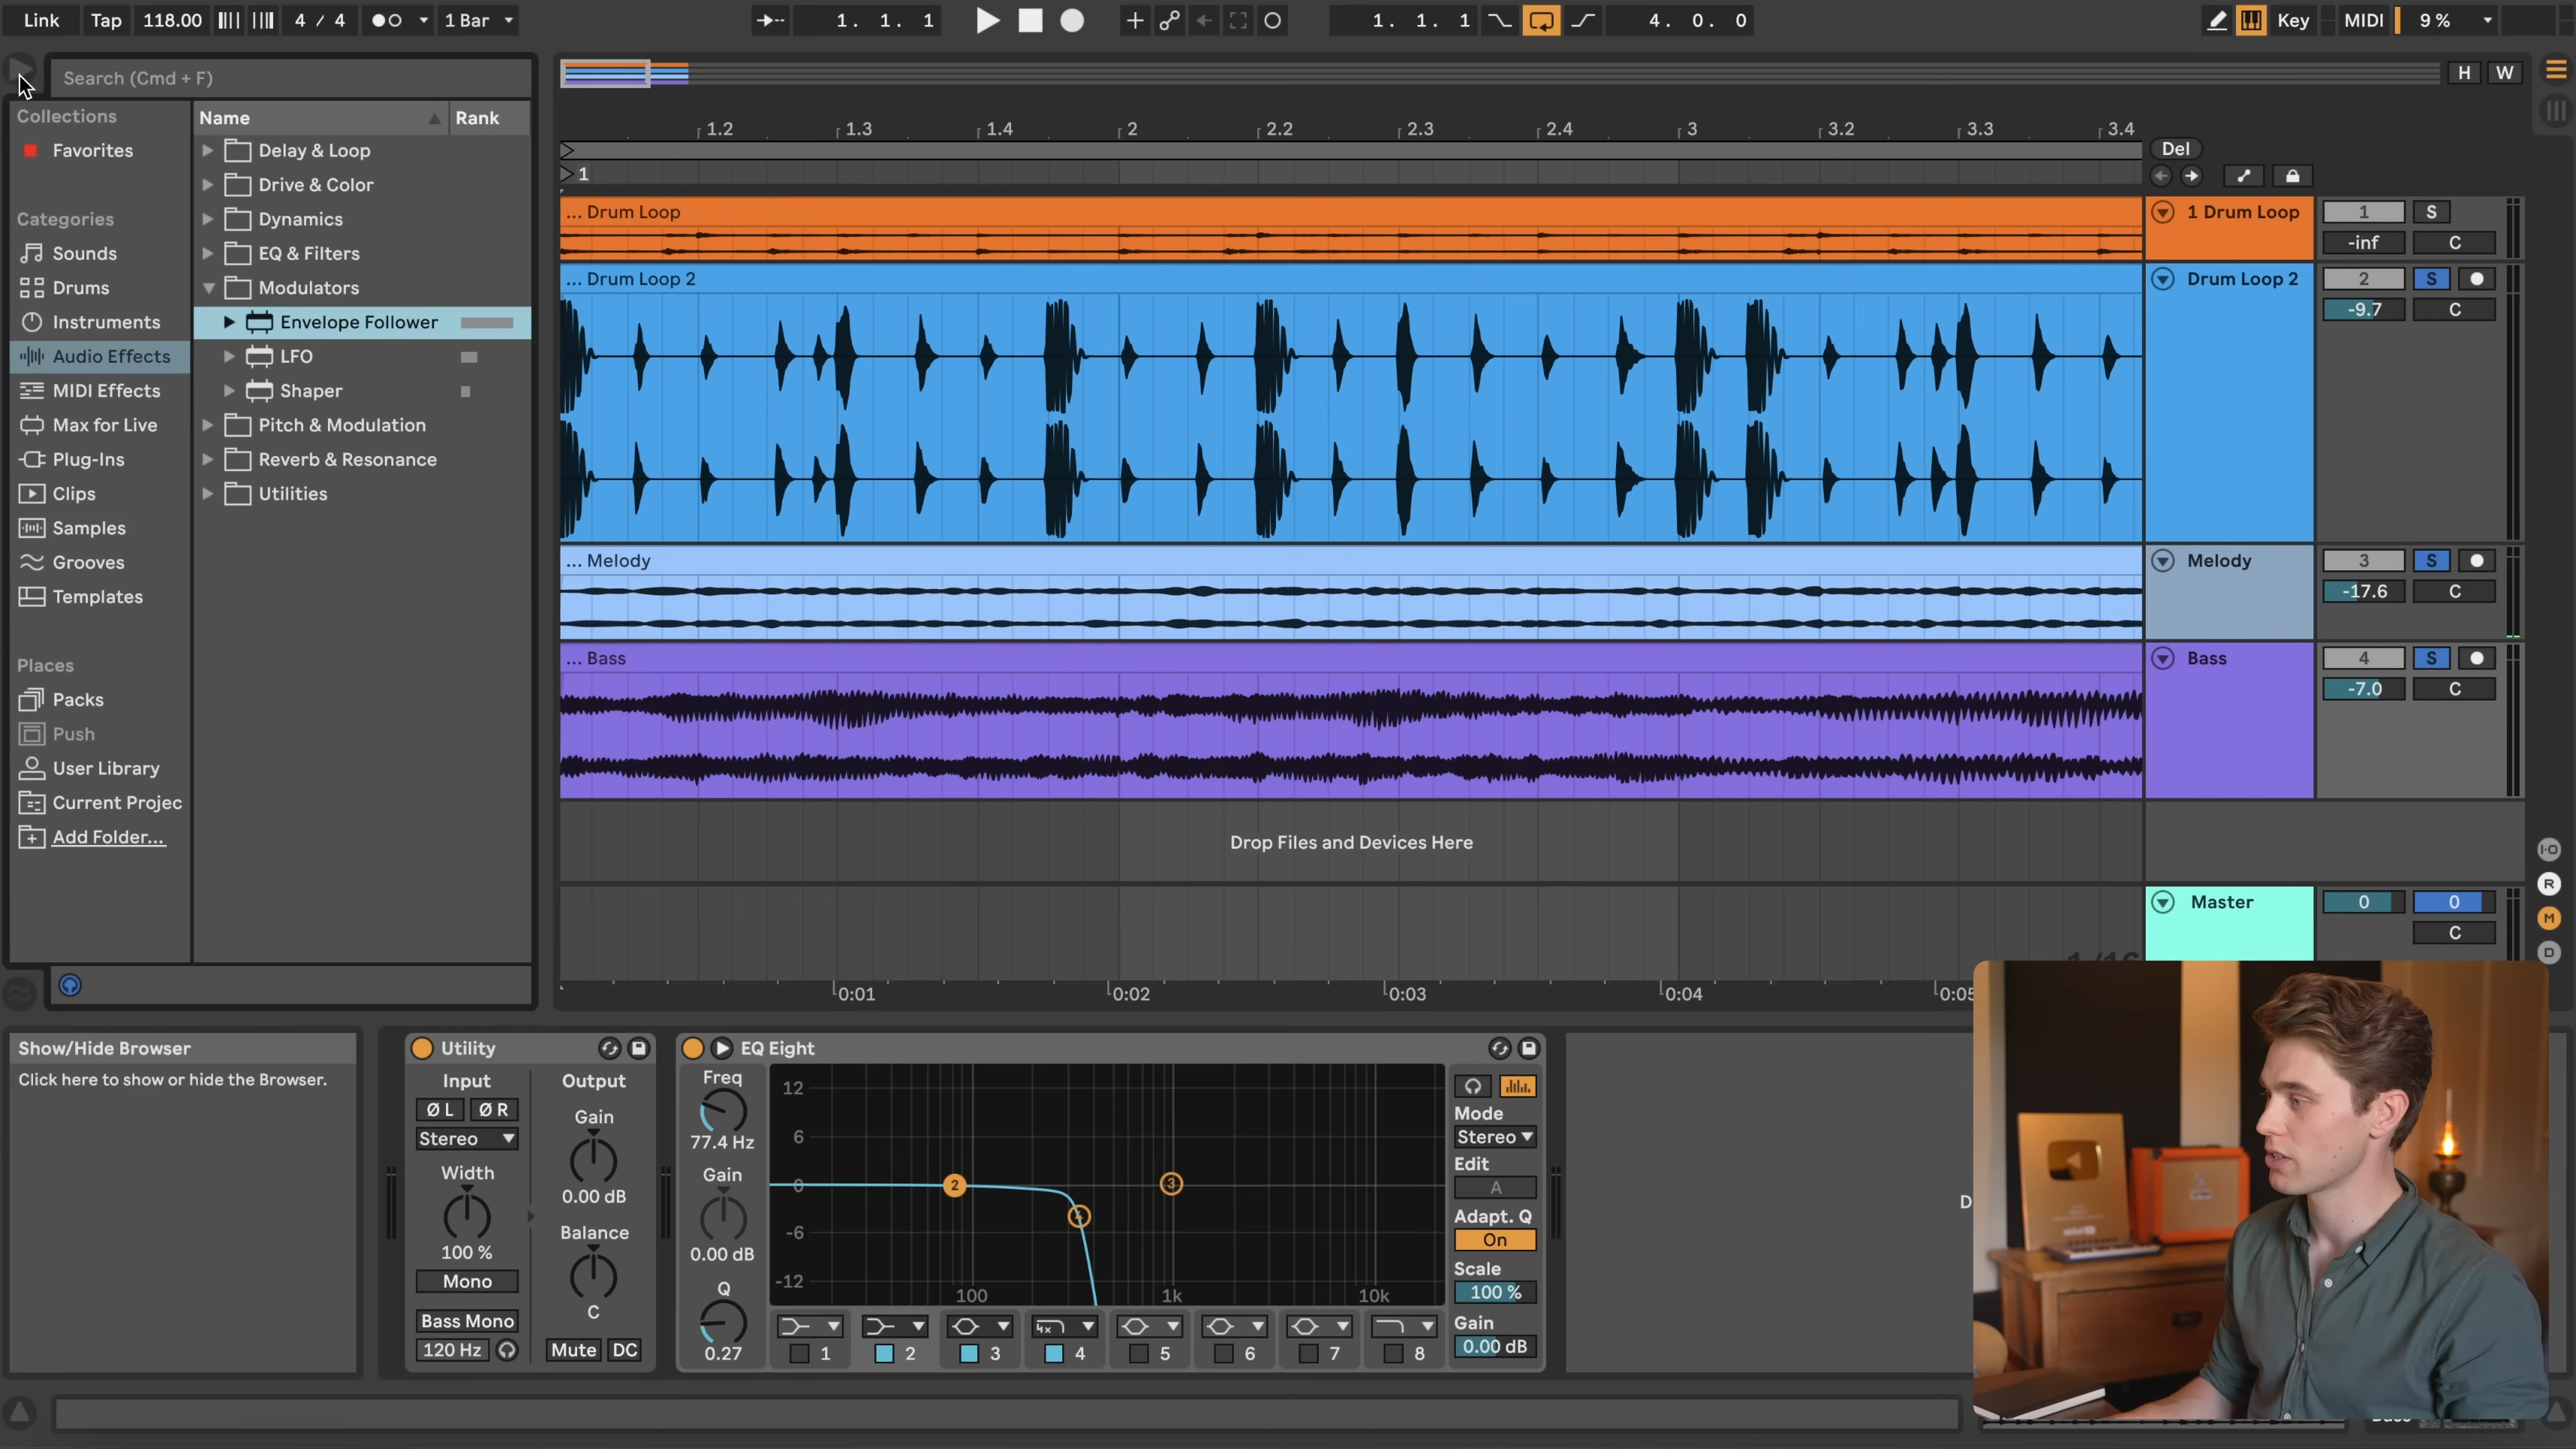 Link Tap 118.00 4 / 4 1 Bar 1. 1. 1 1. 1. 1 4. 0. 0 Key MIDI 9 %
Search (Cmd + F)
H W
Collections
Favorites
Categories
Sounds
Drums
Instruments
Audio Effects
MIDI Effects
Max for Live
Plug-Ins
Clips
Samples
Grooves
Templates
Places
Packs
Push
User Library
Current Projec
Add Folder...
Name Rank
Delay & Loop
Drive & Color
Dynamics
EQ & Filters
Modulators
Envelope Follower
LFO
Shaper
Pitch & Modulation
Reverb & Resonance
Utilities
1.2 1.3 1.4 2 2.2 2.3 2.4 3 3.2 3.3 3.4
Del
1
... Drum Loop
1 Drum Loop 1 S
-inf C
... Drum Loop 2
Drum Loop 2 2 S
-9.7 C
... Melody
Melody 3 S
-17.6 C
... Bass
Bass 4 S
-7.0 C
Drop Files and Devices Here
Master 0 0
C
I·O
R
M
D
1/16
0:01 0:02 0:03 0:04 0:05
Show/Hide Browser
Click here to show or hide the Browser.
Utility
Input Output
Ø L Ø R
Stereo
Gain
0.00 dB
Width
100 %
Balance
C
Mono
Bass Mono
120 Hz
Mute DC
EQ Eight
Freq
77.4 Hz
Gain
0.00 dB
Q
0.27
12
6
0
-6
-12
2 3
100 1k 10k
1 2 3 4 5 6 7 8
4x
Mode
Stereo
Edit
A
Adapt. Q
On
Scale
100 %
Gain
0.00 dB
D